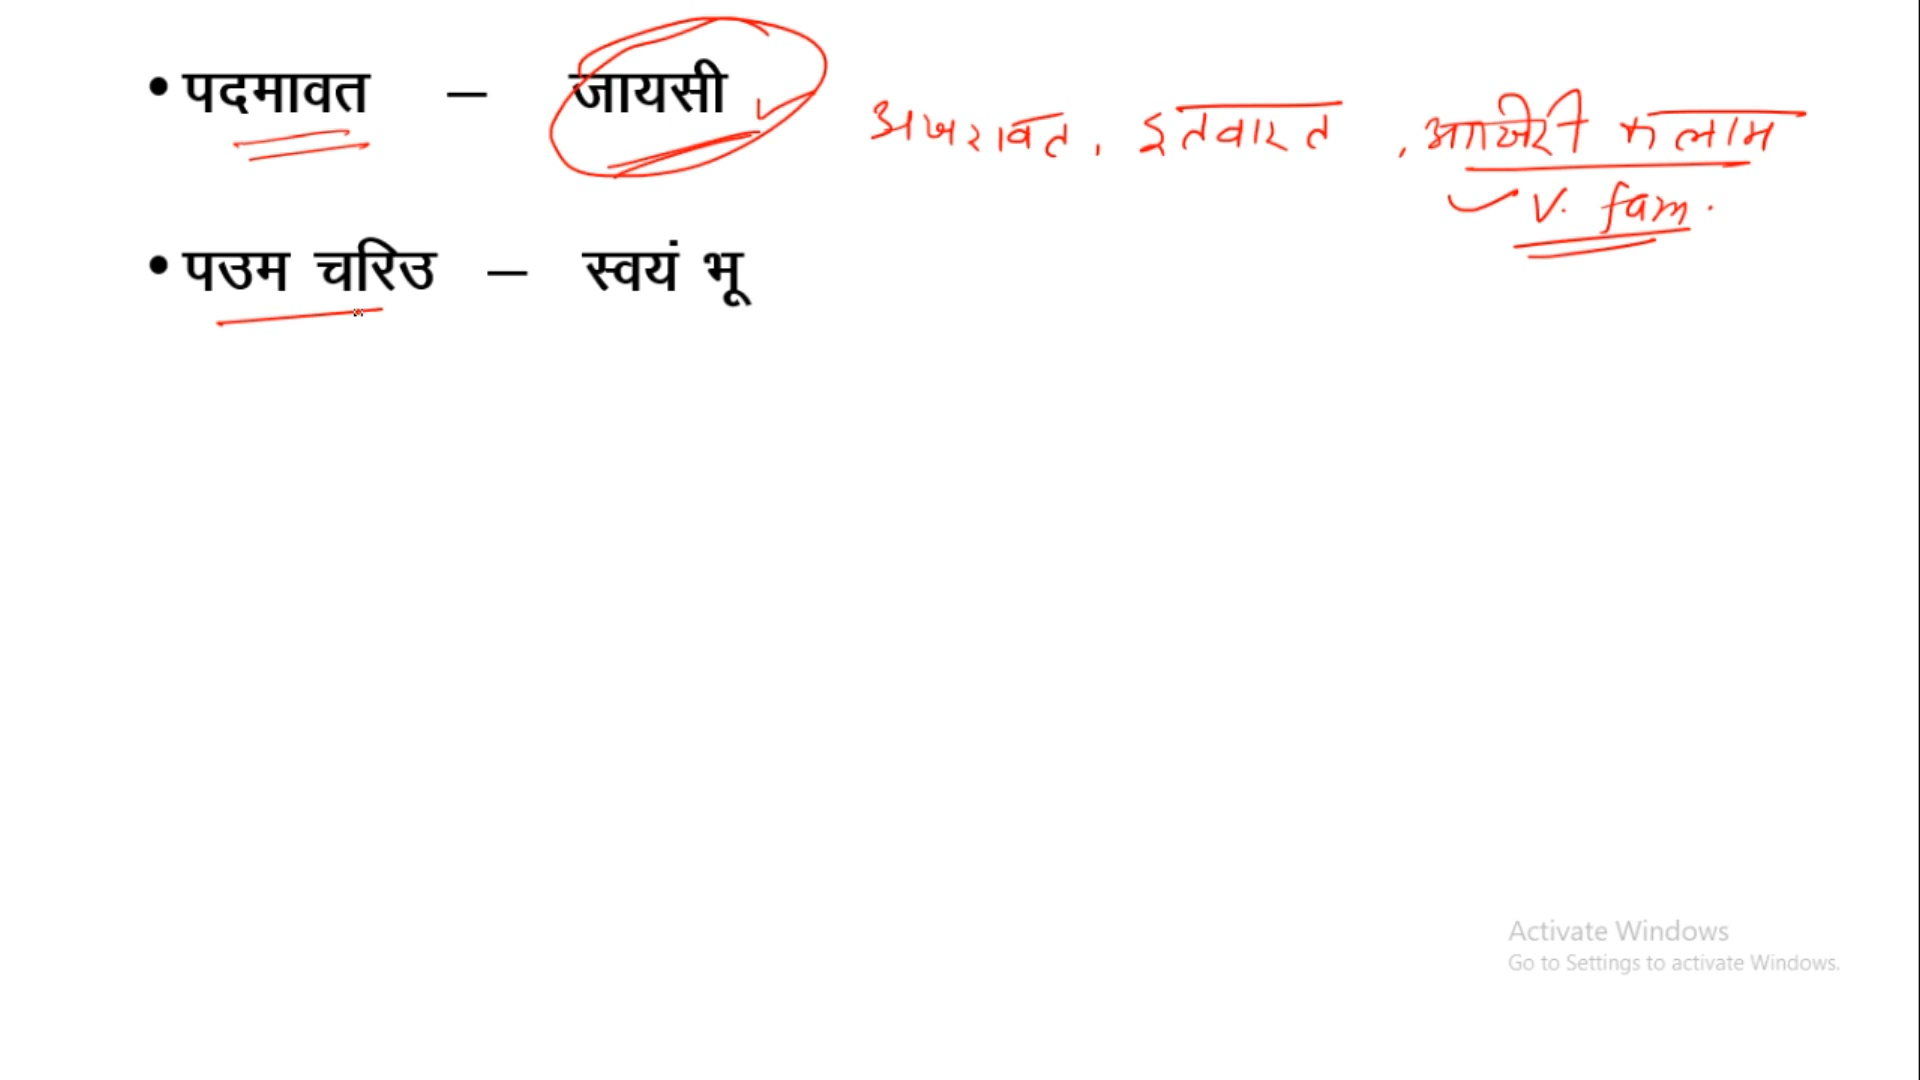 • पदमावत – जायसी अखरावत, इतवारत, आखिरी कलाम
V. fam.
• पउम चरिउ – स्वयं भू
Activate Windows
Go to Settings to activate Windows.